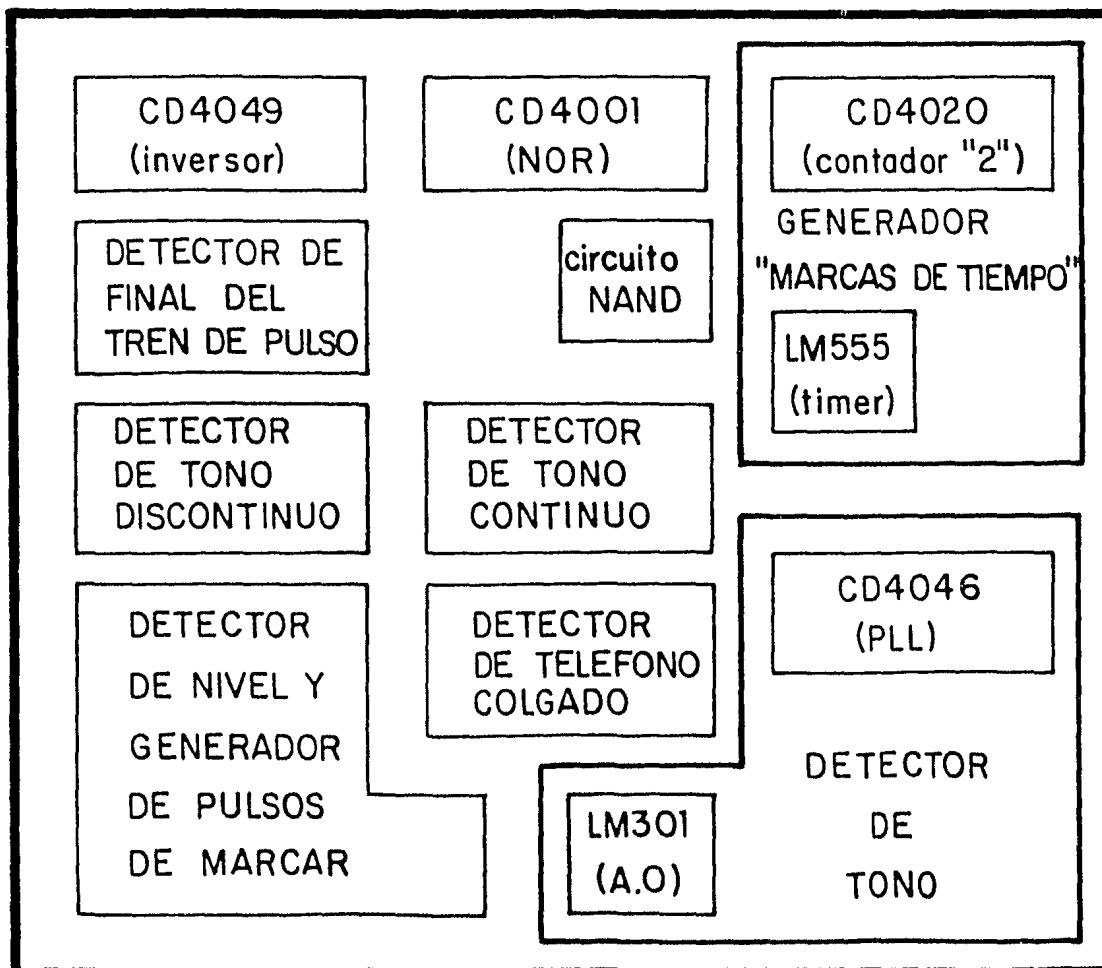 CD4049
(inversor)
CD4001
(NOR)
CD4020
(contador "2")
GENERADOR
"MARCAS DE TIEMPO"
LM555
(timer)
DETECTOR DE
FINAL DEL
TREN DE PULSO
circuito
NAND
DETECTOR
DE TONO
DISCONTINUO
DETECTOR
DE TONO
CONTINUO
DETECTOR
DE NIVEL Y
GENERADOR
DE PULSOS
DE MARCAR
DETECTOR
DE TELEFONO
COLGADO
CD4046
(PLL)
DETECTOR
DE
TONO
LM301
(A.O)